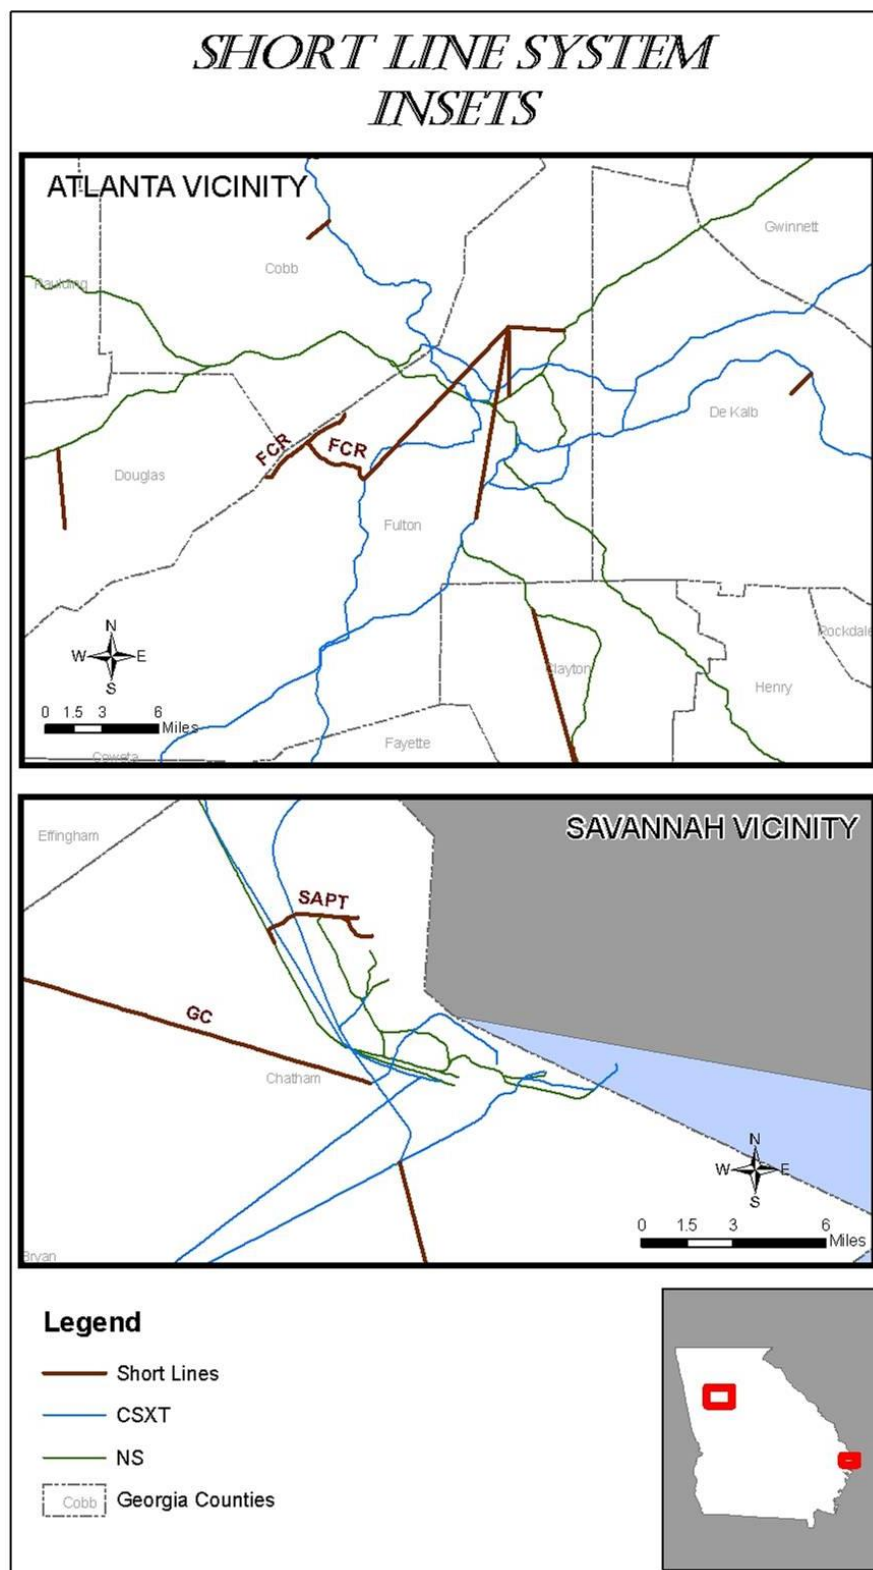 SHORT LINE SYSTEM
INSETS
ATLANTA VICINITY
Gwinnett
Cobb
Paulding
De Kalb
FCR
FCR
Douglas
Fulton
N
W E
S
Rockdale
Clayton
Henry
0 1.5 3 6
Miles
Fayette
Coweta
Effingham
SAVANNAH VICINITY
SAPT
GC
Chatham
N
W E
S
0 1.5 3 6
Miles
Bryan
Legend
Short Lines
CSXT
NS
Cobb Georgia Counties